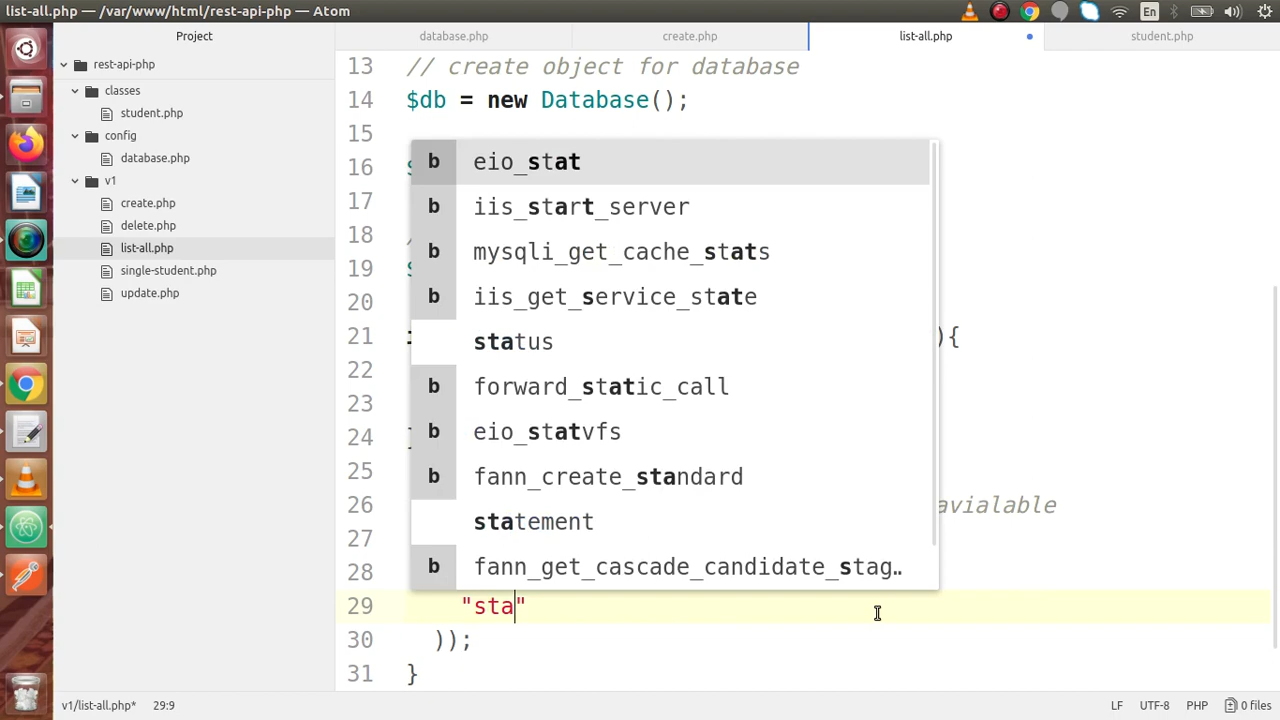 list-all.php — /var/www/html/rest-api-php — Atom
En
Project
database.php
create.php
list-all.php
student.php
rest-api-php
classes
student.php
config
database.php
v1
create.php
delete.php
list-all.php
single-student.php
update.php
13 // create object for database
14 $db = new Database();
15
16 $
17
18 /
19 $
20
21 ){
22
23
24
25
26 avialable
27
28
29 "sta"
30 ));
31 }
b eio_stat
b iis_start_server
b mysqli_get_cache_stats
b iis_get_service_state
status
b forward_static_call
b eio_statvfs
b fann_create_standard
statement
b fann_get_cascade_candidate_stag…
v1/list-all.php* 29:9
LF UTF-8 PHP 0 files